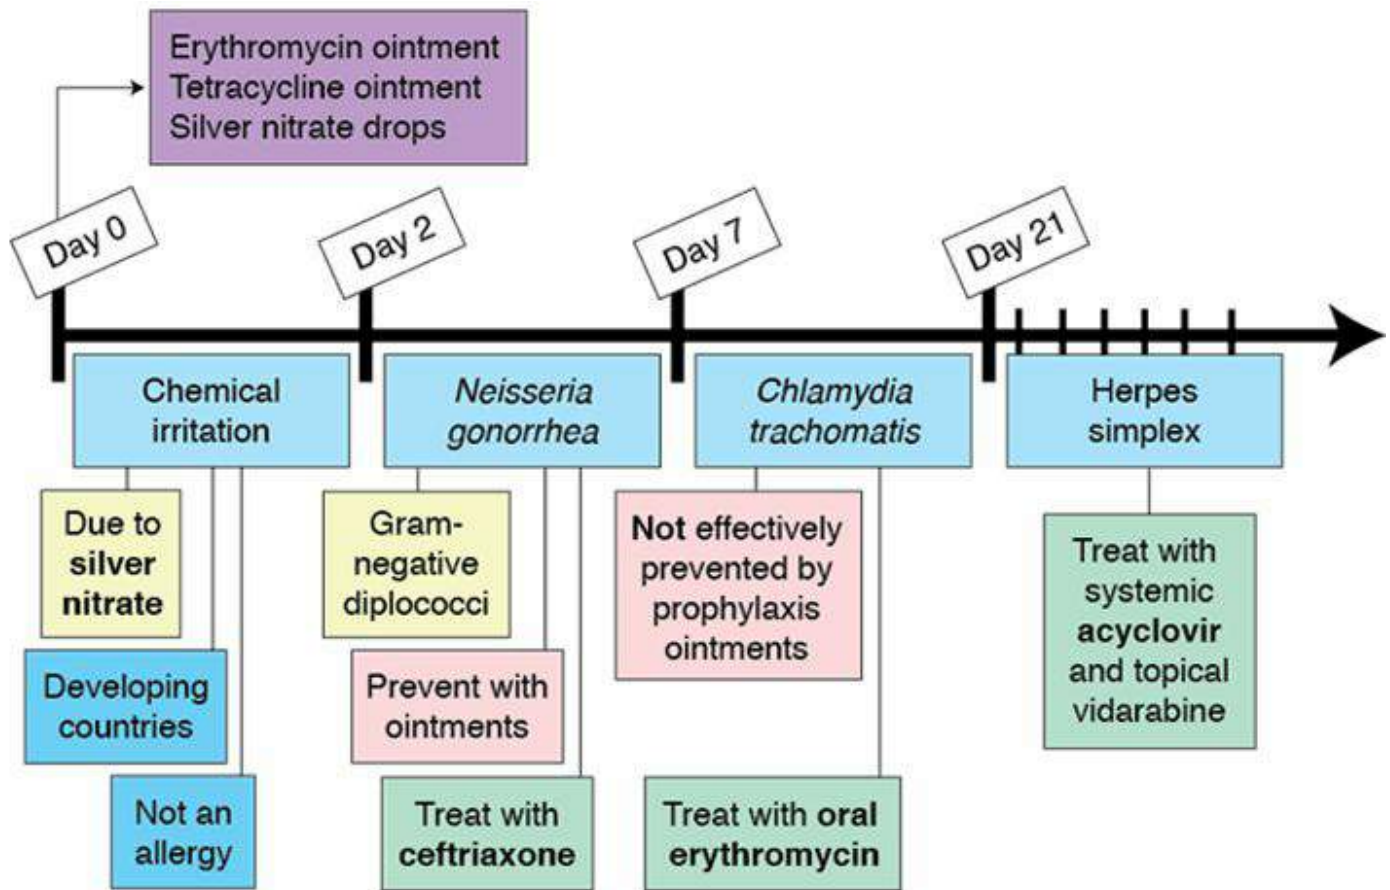 Erythromycin ointment
Tetracycline ointment
Silver nitrate drops
Day 0
Day 2
Day 7
Day 21
Chemical
irritation
Neisseria
gonorrhea
Chlamydia
trachomatis
Herpes
simplex
Due to
silver
nitrate
Developing
countries
Not an
allergy
Gram-
negative
diplococci
Prevent with
ointments
Treat with
ceftriaxone
Not effectively
prevented by
prophylaxis
ointments
Treat with oral
erythromycin
Treat with
systemic
acyclovir
and topical
vidarabine